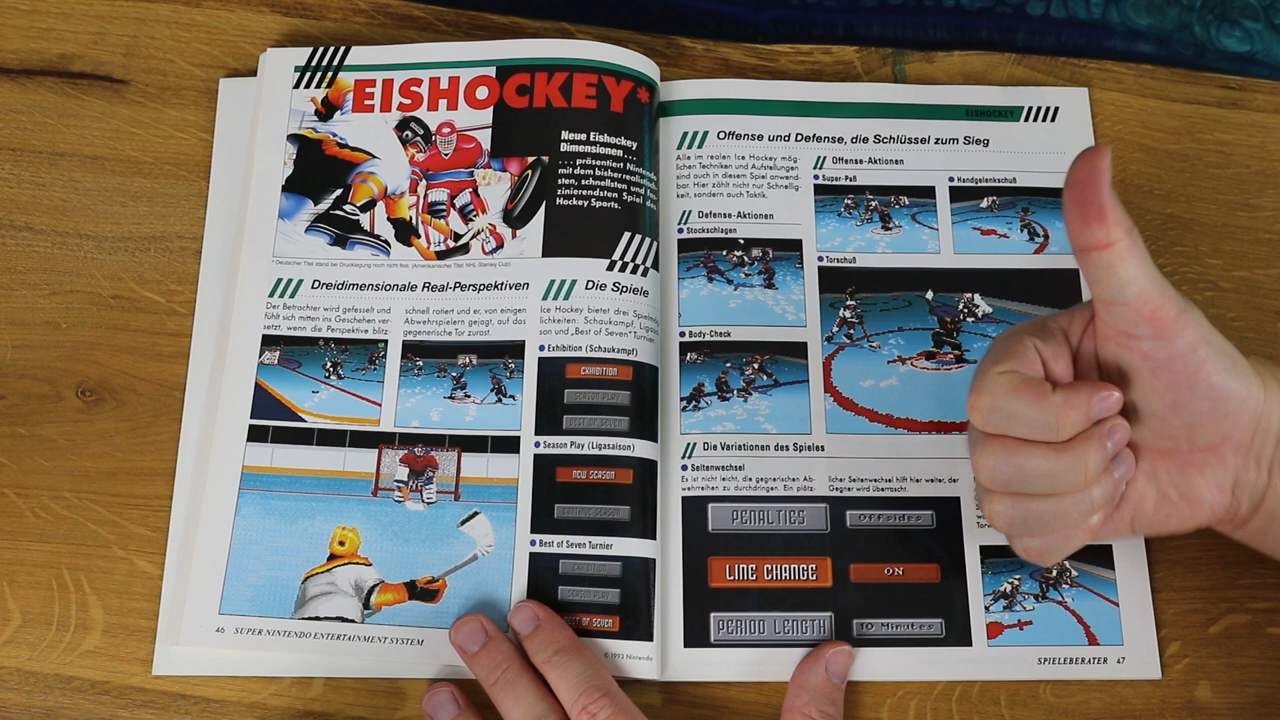 EISHOCKEY*
Neue Eishockey
Dimensionen . . .
. . . präsentiert Nintendo
mit dem bisher realistisch-
sten, schnellsten und fas-
zinierendsten Spiel des
Hockey Sports.
* Deutscher Titel stand bei Drucklegung noch nicht fest. (Amerikanischer Titel: NHL Stanley Cup).
Dreidimensionale Real-Perspektiven
Der Betrachter wird gefesselt und
fühlt sich mitten ins Geschehen ver-
setzt, wenn die Perspektive blitz-
schnell rotiert und er, von einigen
Abwehrspielern gejagt, auf das
gegnerische Tor zurast.
Die Spiele
Ice Hockey bietet drei Spielmög-
lichkeiten: Schaukampf, Ligasai-
son und „Best of Seven" Turnier.
Exhibition (Schaukampf)
EXHIBITION
SEASON PLAY
BEST OF SEVEN
Season Play (Ligasaison)
NEW SEASON
CONTINUE SEASON
Best of Seven Turnier
EXHIBITION
SEASON PLAY
BEST OF SEVEN
46 SUPER NINTENDO ENTERTAINMENT SYSTEM
© 1993 Nintendo
EISHOCKEY
Offense und Defense, die Schlüssel zum Sieg
Alle im realen Ice Hockey mög-
lichen Techniken und Aufstellungen
sind auch in diesem Spiel anwend-
bar. Hier zählt nicht nur Schnellig-
keit, sondern auch Taktik.
Defense-Aktionen
Stockschlagen
Body-Check
Offense-Aktionen
Super-Paß
Handgelenkschuß
Torschuß
Die Variationen des Spieles
Seitenwechsel
Es ist nicht leicht, die gegnerischen Ab-
wehrreihen zu durchdringen. Ein plötz-
licher Seitenwechsel hilft hier weiter, der
Gegner wird überrascht.
PENALTIES
Offsides
LINE CHANGE
ON
PERIOD LENGTH
10 Minutes
SPIELEBERATER 47